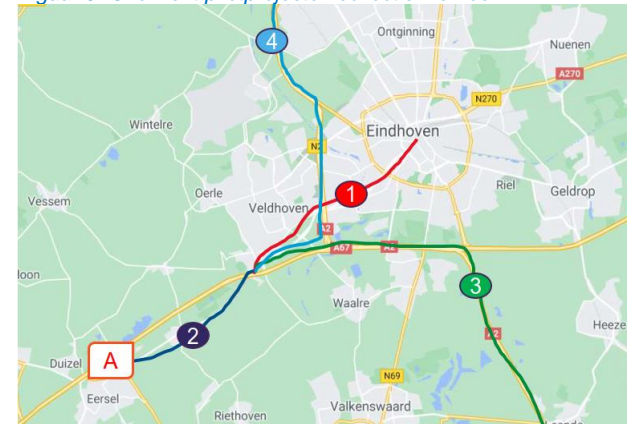 4
Ontginning
Nuenen
A270
N270
Wintelre
Eindhoven
N2
1
Riel
Geldrop
Oerle
Vessem
Veldhoven
A2
A67
3
Waalre
2
A2
Heeze
Duizel
A
N69
Eersel
Valkenswaard
Riethoven